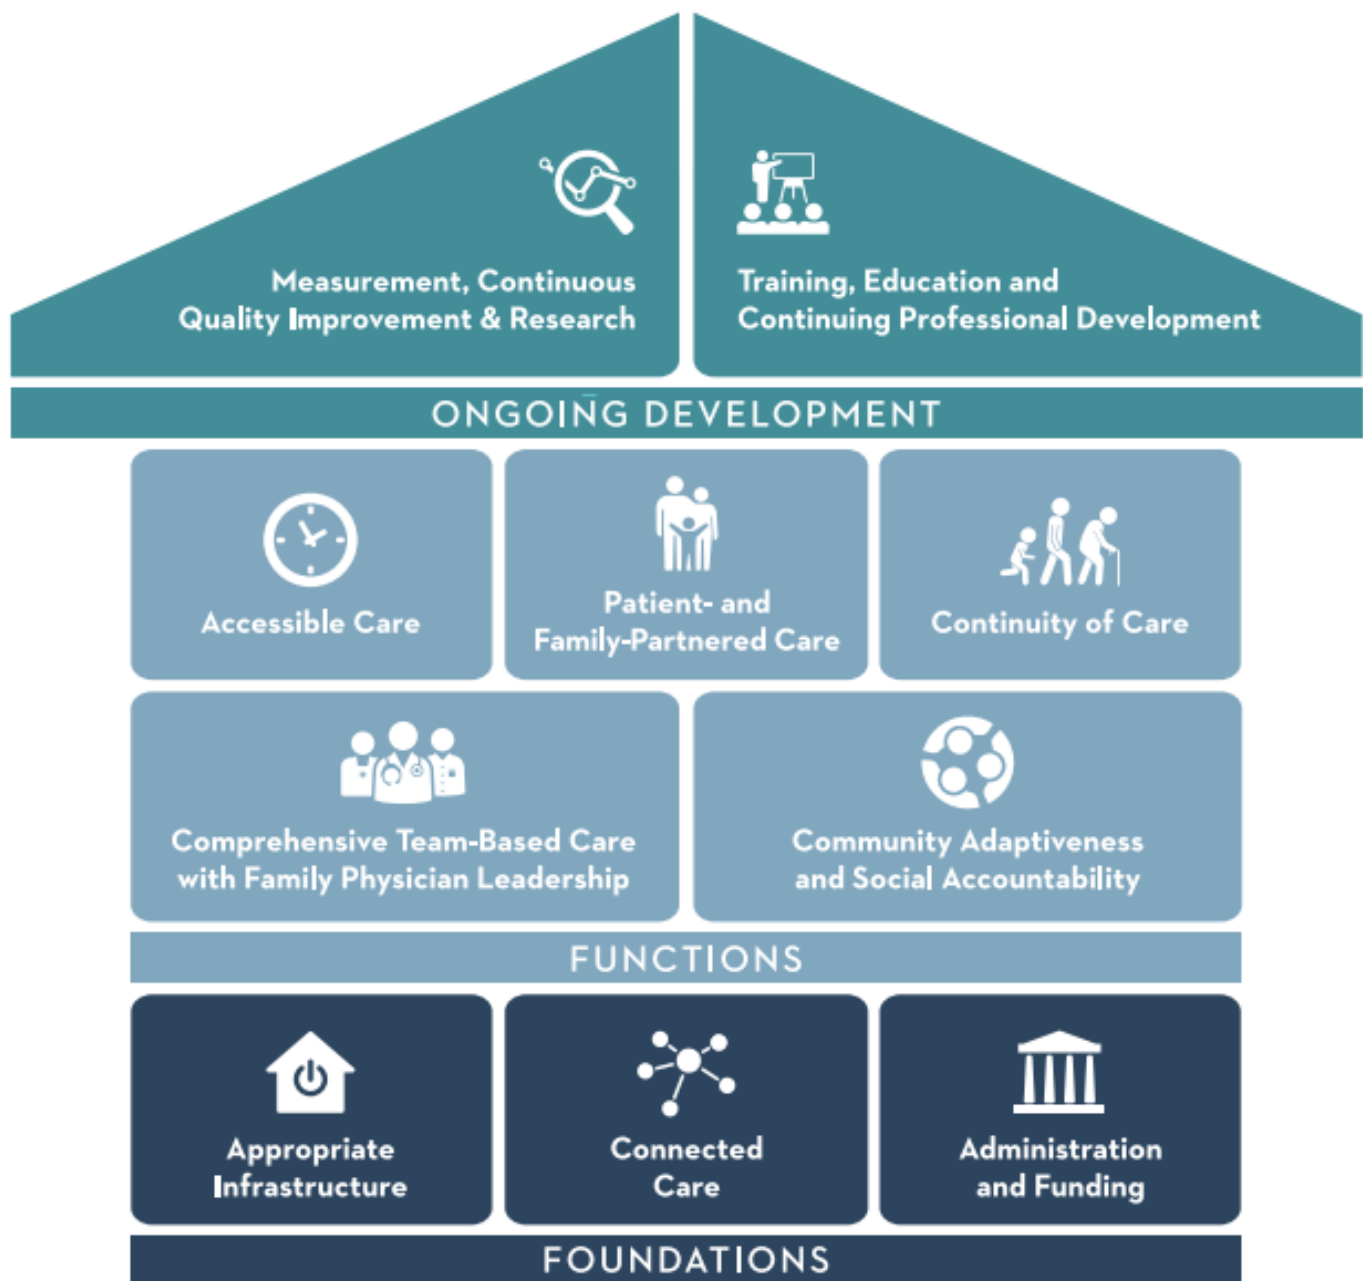 Measurement, Continuous
Quality Improvement & Research
Training, Education and
Continuing Professional Development
ONGOING DEVELOPMENT
Accessible Care
Patient- and
Family-Partnered Care
Continuity of Care
Comprehensive Team-Based Care
with Family Physician Leadership
Community Adaptiveness
and Social Accountability
FUNCTIONS
Appropriate
Infrastructure
Connected
Care
Administration
and Funding
FOUNDATIONS